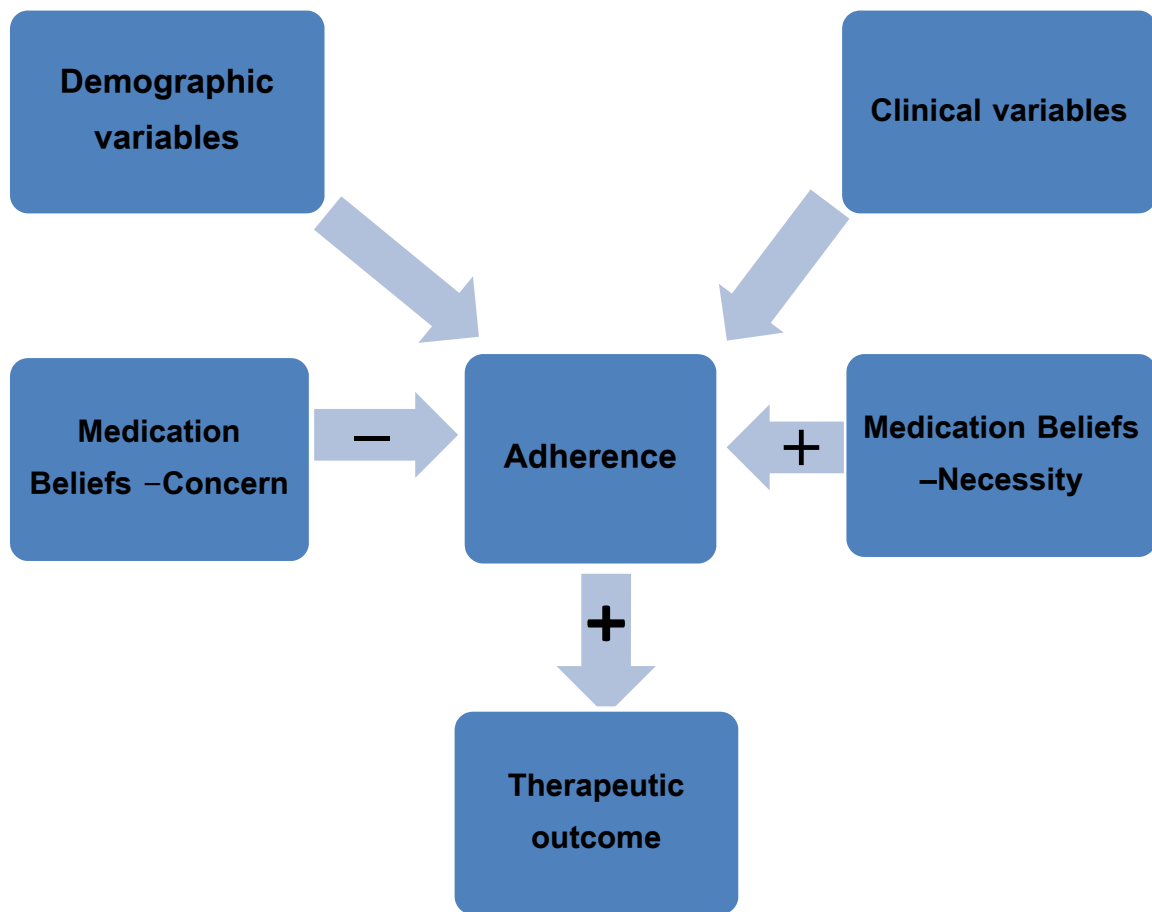 Demographic
variables
Clinical variables
Medication
Beliefs –Concern
–
Adherence
+
Medication Beliefs
–Necessity
+
Therapeutic
outcome